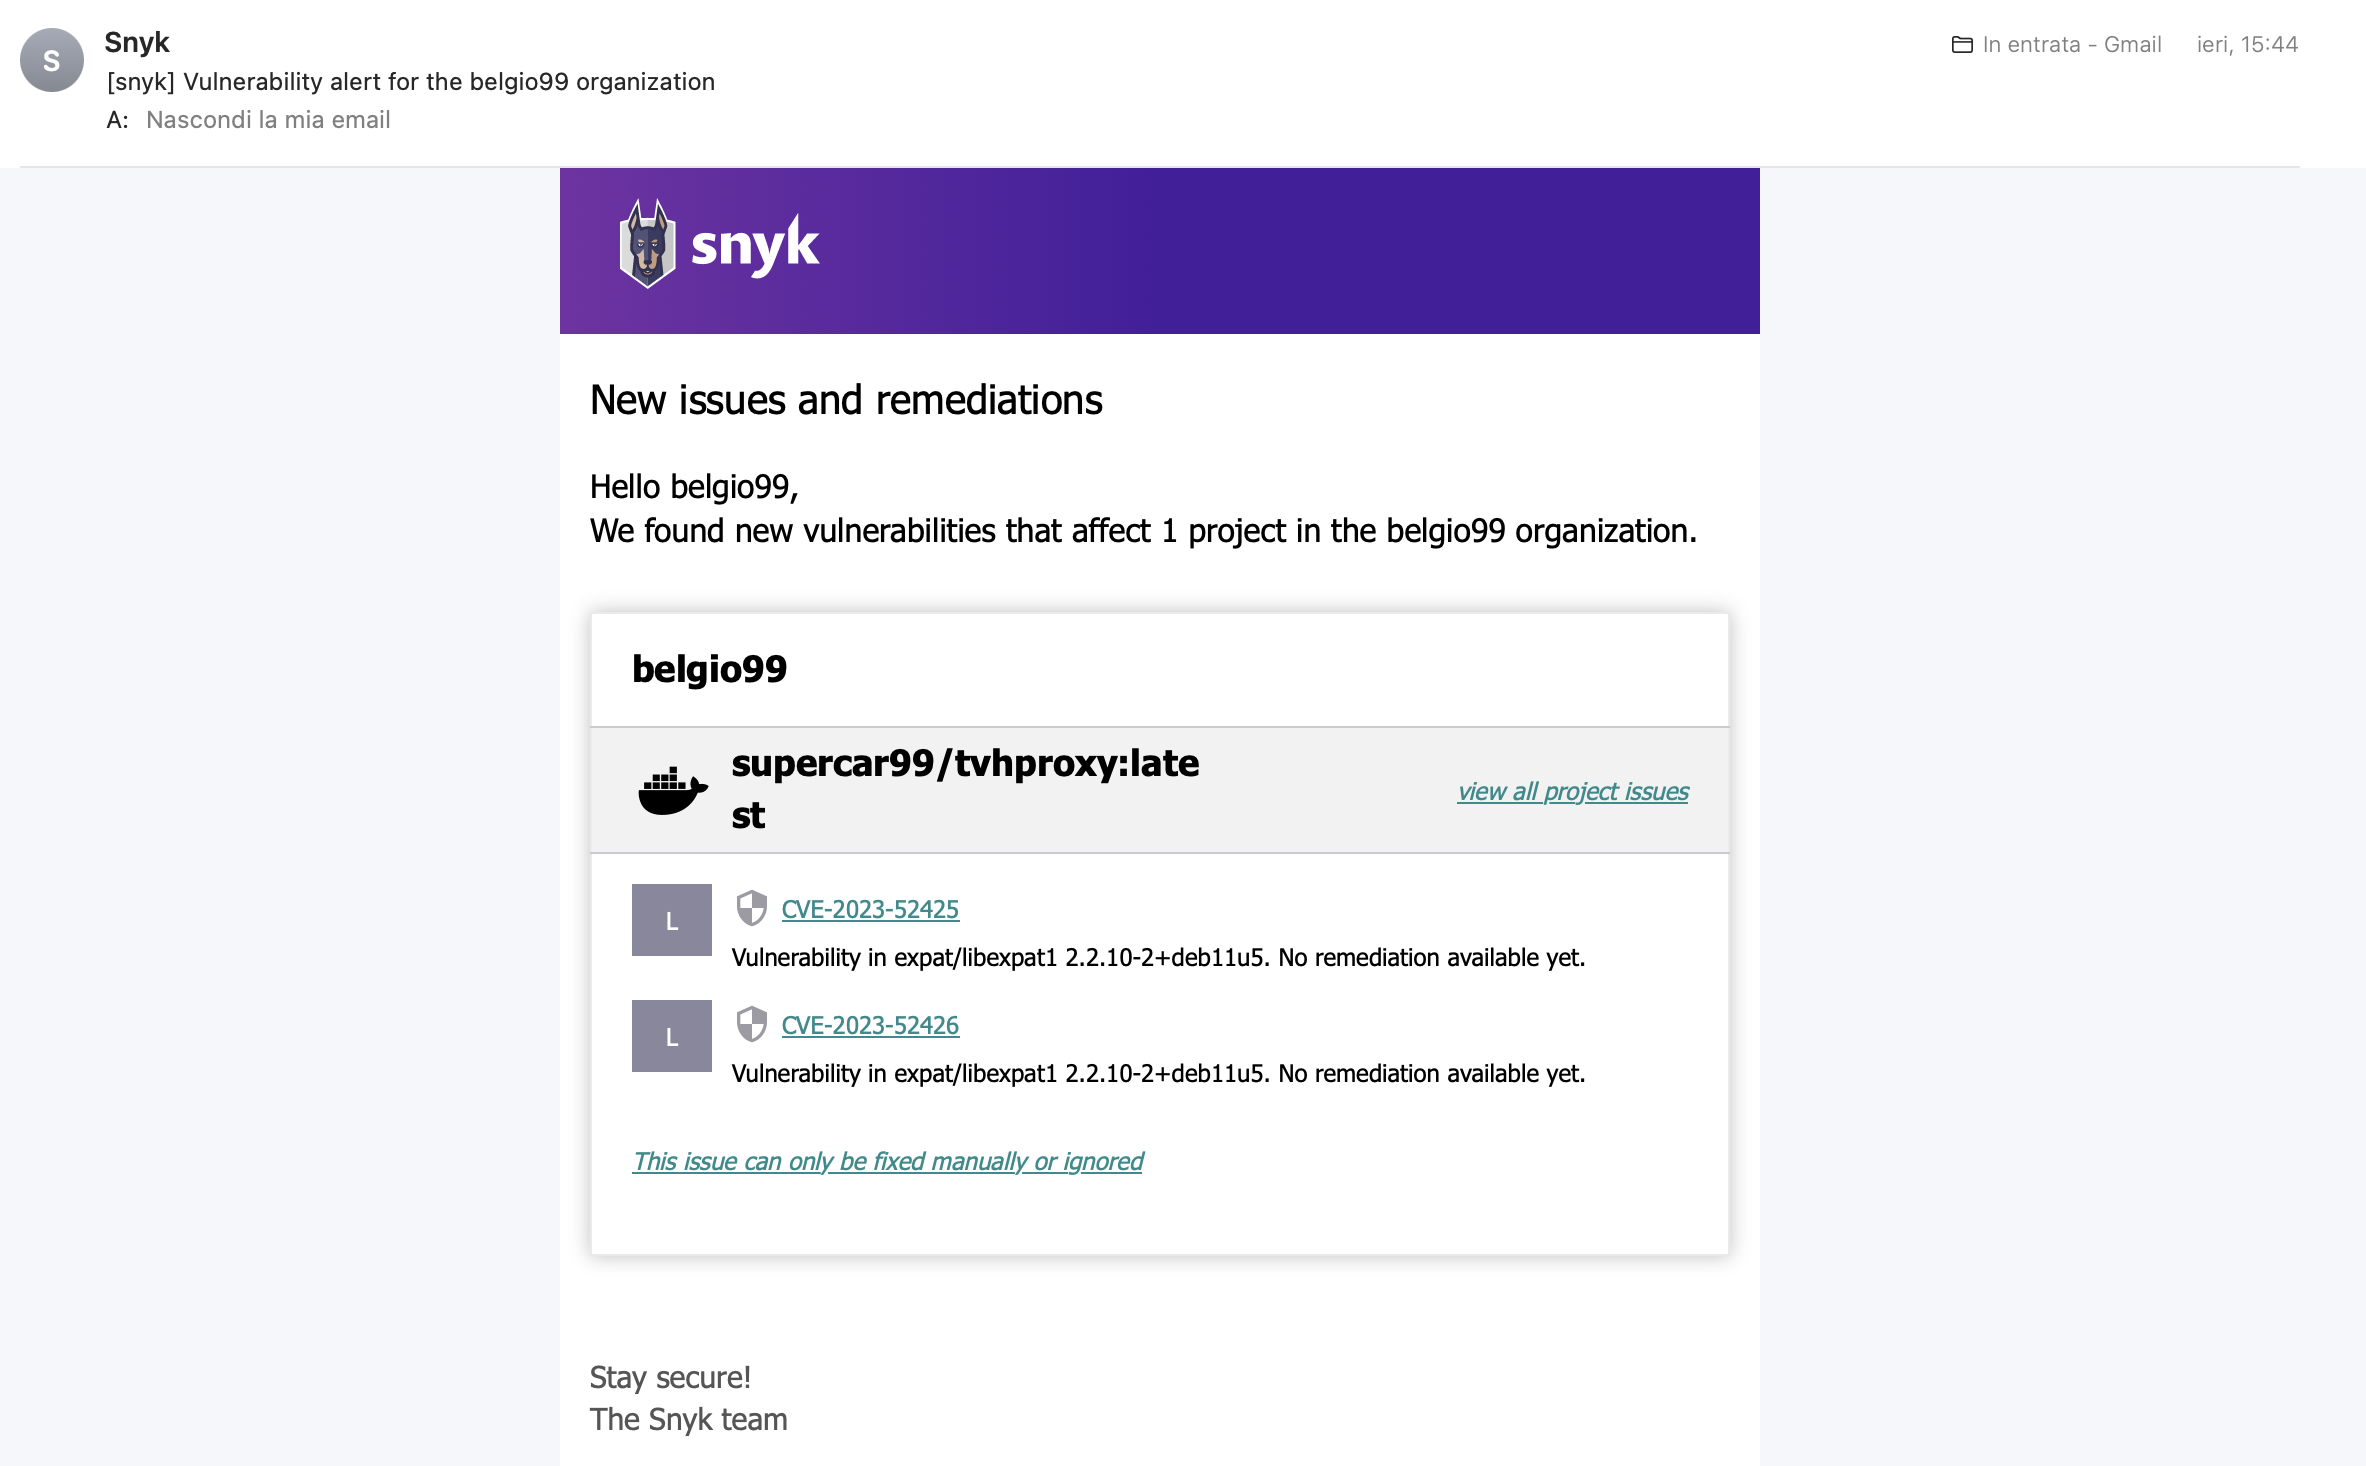 S
Snyk
In entrata - Gmail ieri, 15:44
[snyk] Vulnerability alert for the belgio99 organization
A: Nascondi la mia email
snyk
New issues and remediations
Hello belgio99,
We found new vulnerabilities that affect 1 project in the belgio99 organization.
belgio99
supercar99/tvhproxy:late
st
view all project issues
L
CVE-2023-52425
Vulnerability in expat/libexpat1 2.2.10-2+deb11u5. No remediation available yet.
L
CVE-2023-52426
Vulnerability in expat/libexpat1 2.2.10-2+deb11u5. No remediation available yet.
This issue can only be fixed manually or ignored
Stay secure!
The Snyk team